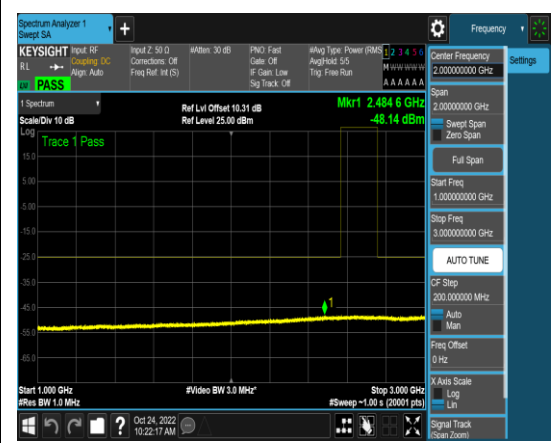 Spectrum Analyzer 1
Swept SA
+
Frequency
KEYSIGHT
RL
LXI PASS
Input: RF
Coupling: DC
Align: Auto
Input Z: 50 Ω
Corrections: Off
Freq Ref: Int (S)
#Atten: 30 dB
PNO: Fast
Gate: Off
IF Gain: Low
Sig Track: Off
#Avg Type: Power (RMS
Avg|Hold: 5/5
Trig: Free Run
1 2 3 4 5 6
M W W W W W
A A A A A A
Center Frequency
2.000000000 GHz
Settings
Span
2.00000000 GHz
Swept Span
Zero Span
Full Span
Start Freq
1.000000000 GHz
Stop Freq
3.000000000 GHz
AUTO TUNE
CF Step
200.000000 MHz
Auto
Man
Freq Offset
0 Hz
X Axis Scale
Log
Lin
Signal Track
(Span Zoom)
1 Spectrum
Scale/Div 10 dB
Ref Lvl Offset 10.31 dB
Ref Level 25.00 dBm
Mkr1 2.484 6 GHz
-48.14 dBm
Log
Trace 1 Pass
15.0
5.00
-5.00
-15.0
-25.0
-35.0
-45.0
-55.0
-65.0
1
Start 1.000 GHz
#Res BW 1.0 MHz
#Video BW 3.0 MHz*
Stop 3.000 GHz
#Sweep ~1.00 s (20001 pts)
?
Oct 24, 2022
10:22:17 AM